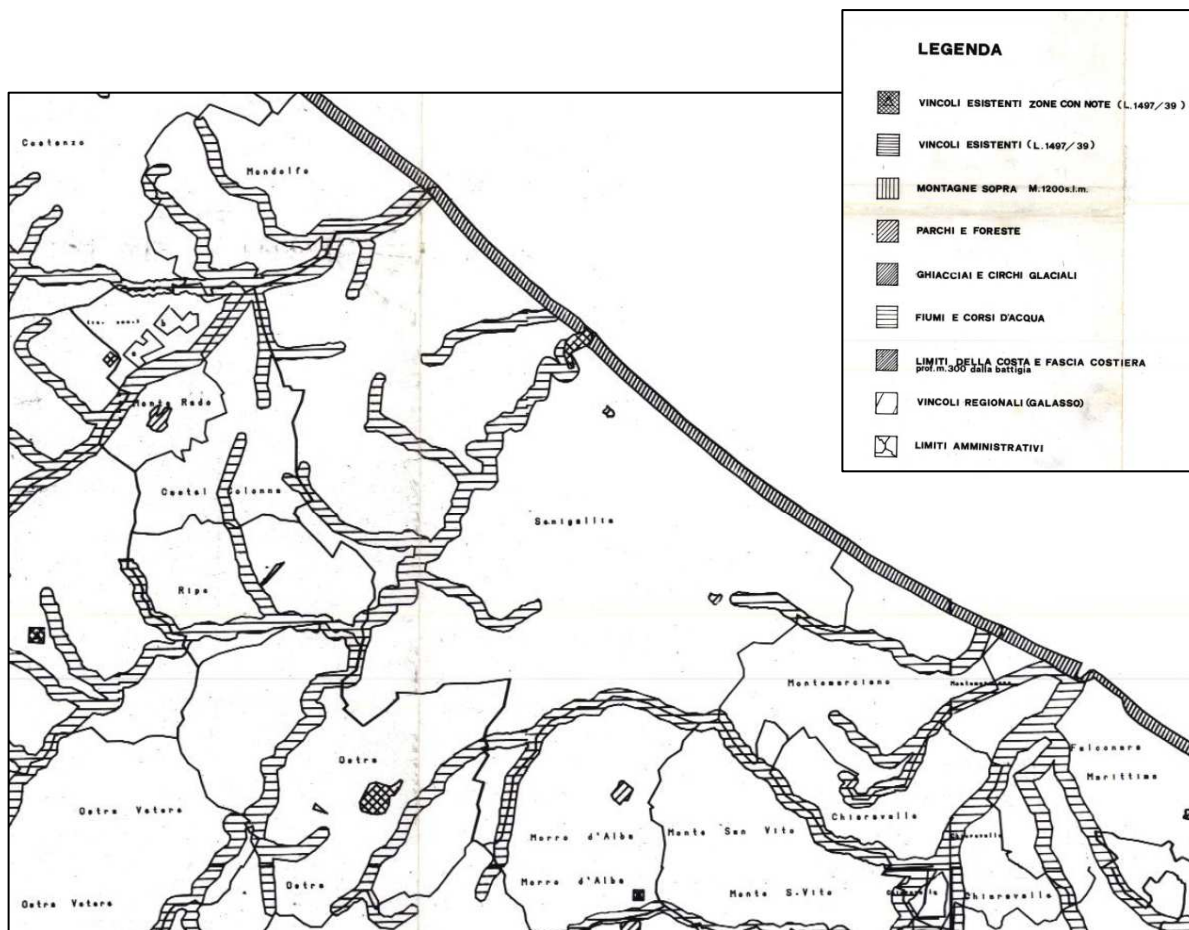 LEGENDA
VINCOLI ESISTENTI ZONE CON NOTE (L.1497/39)
VINCOLI ESISTENTI (L.1497/39)
MONTAGNE SOPRA M.1200s.l.m.
PARCHI E FORESTE
GHIACCIAI E CIRCHI GLACIALI
FIUMI E CORSI D'ACQUA
LIMITI DELLA COSTA E FASCIA COSTIERA
prof.m.300 dalla battigia
VINCOLI REGIONALI (GALASSO)
LIMITI AMMINISTRATIVI
Costanzo
Mondolfo
Monte Rado
Castel Colonna
Senigallia
Ripe
Montemarciano
Ostra
Falconara
Marittima
Ostra Vetere
Morro d'Alba
Monte San Vito
Chiaravalle
Chiaravalle
Ostra
Morro d'Alba
Monte S.Vito
Chiaravalle
Ostra Vetere